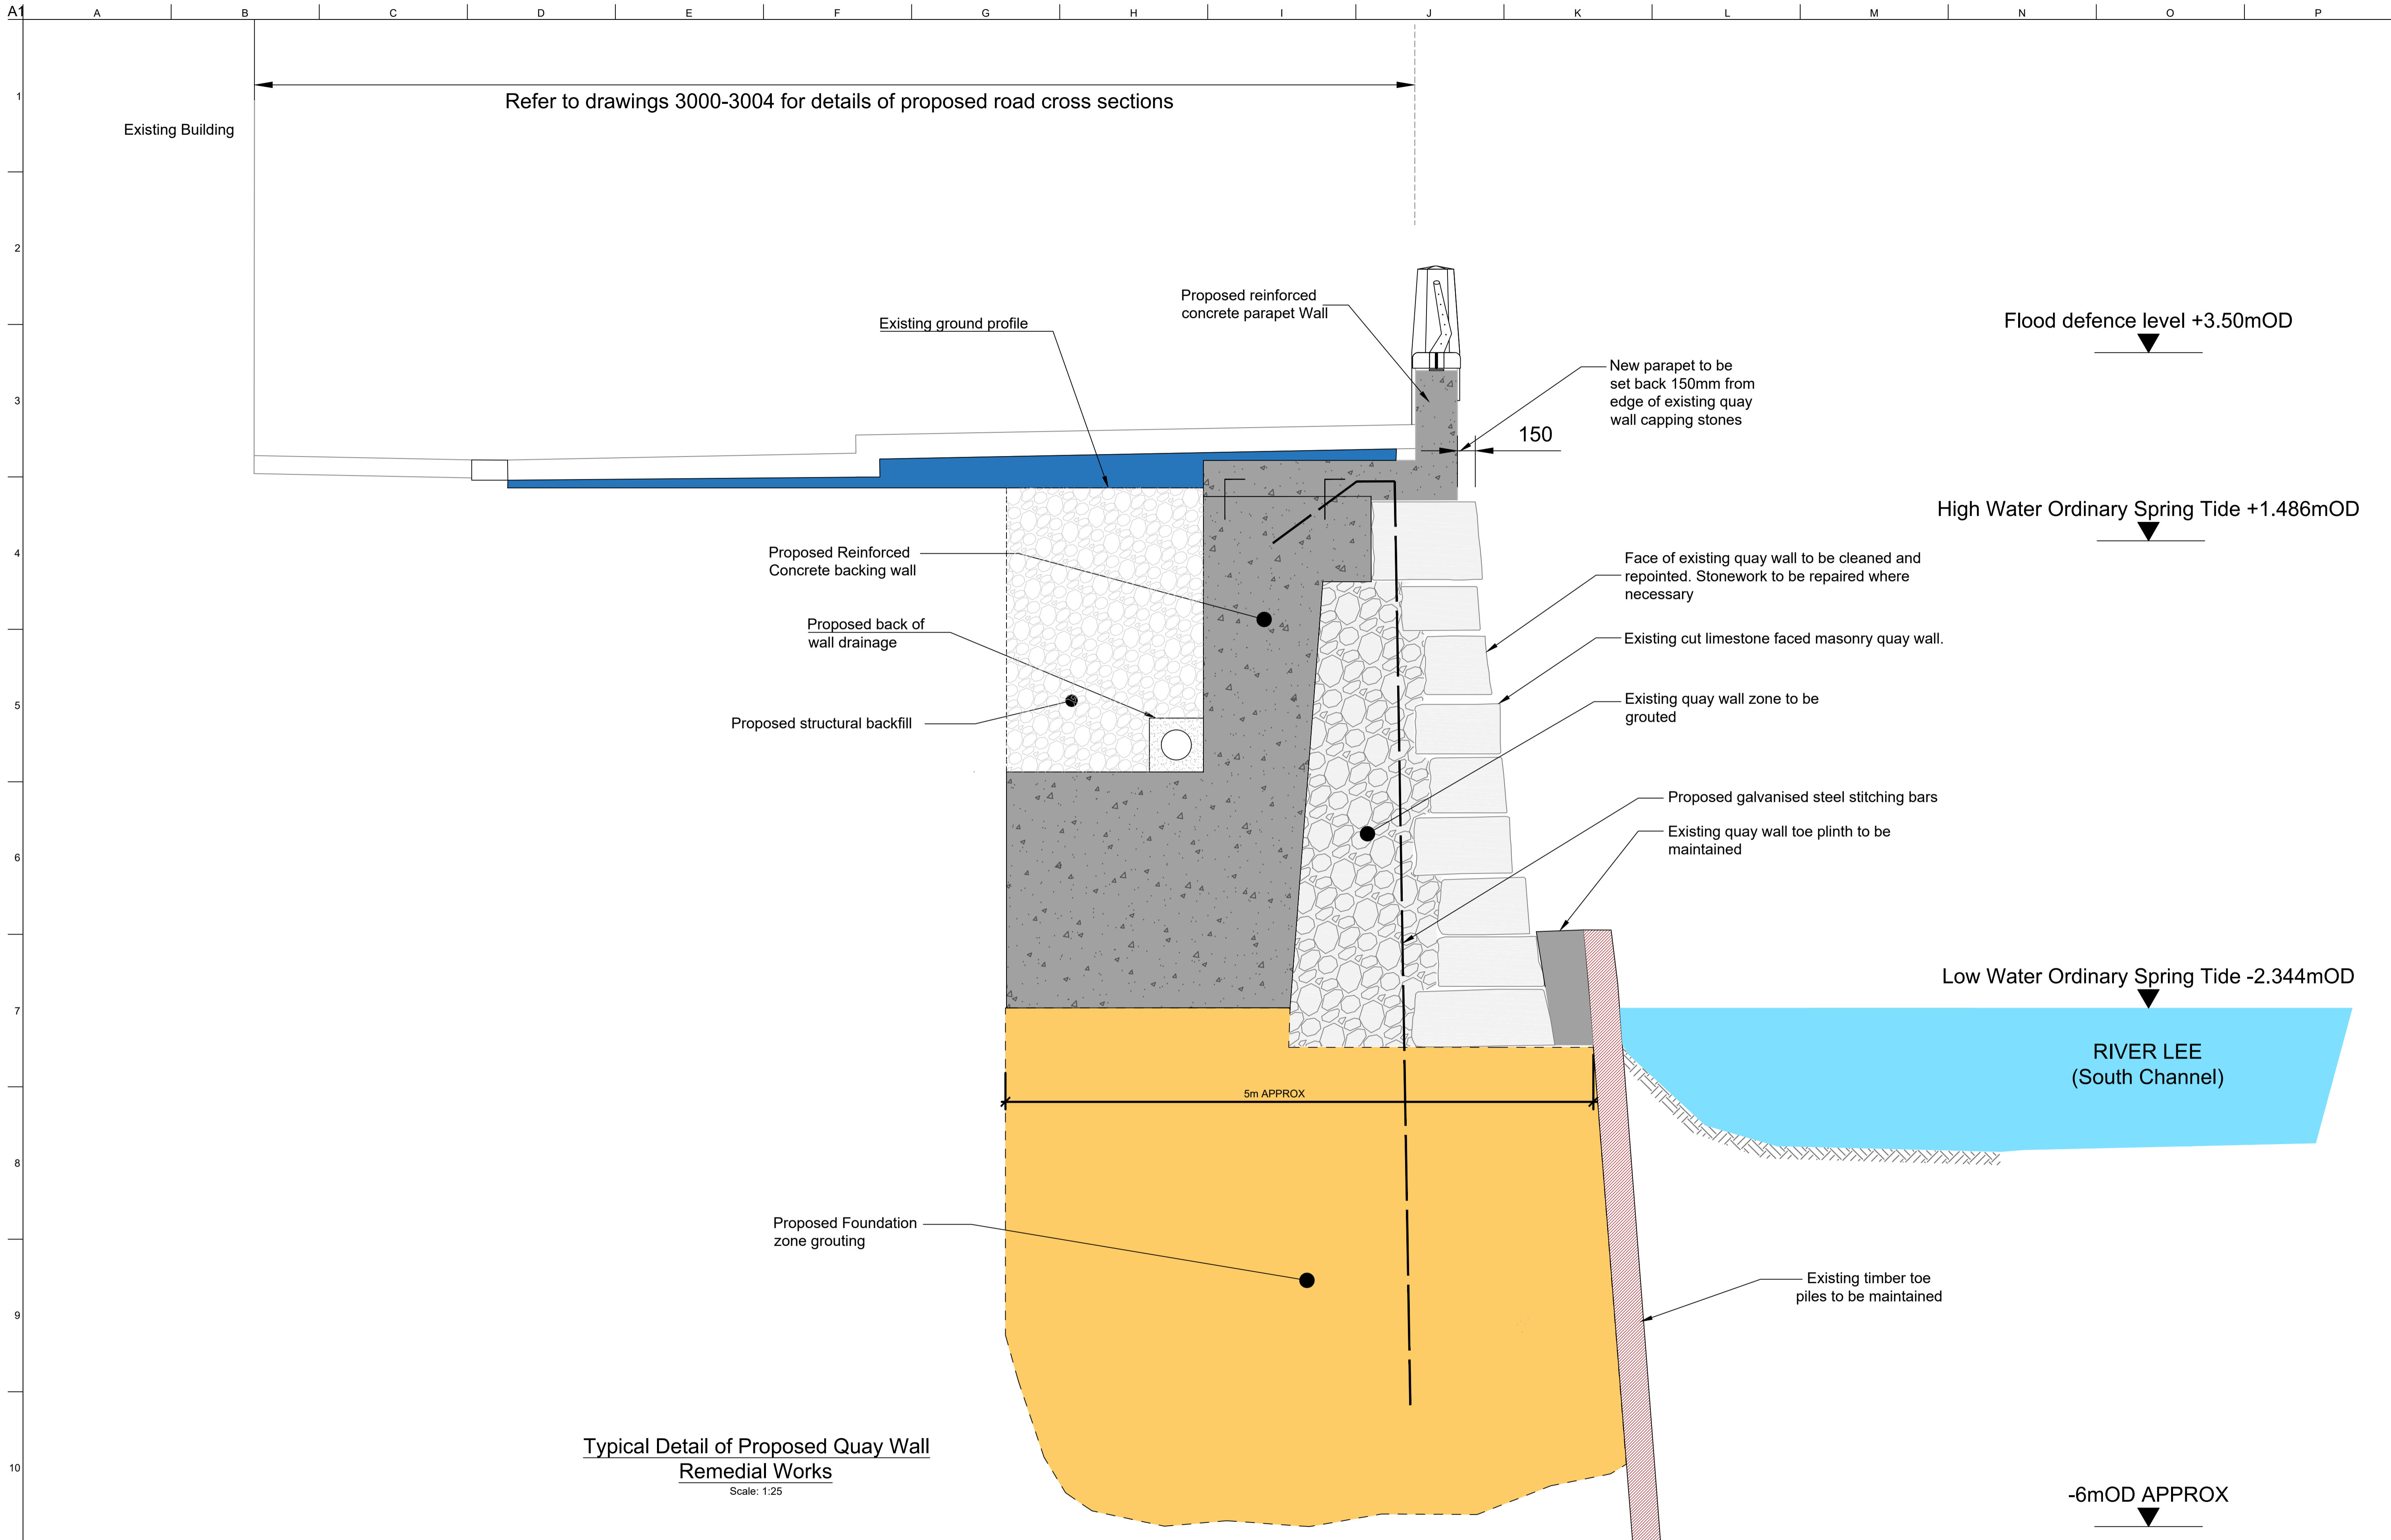 A1 A B C D E F G H I J K L M N O P
1
2
3
4
5
6
7
8
9
10
Refer to drawings 3000-3004 for details of proposed road cross sections
Existing Building
Proposed reinforced
concrete parapet Wall
Existing ground profile
Flood defence level +3.50mOD
New parapet to be
set back 150mm from
edge of existing quay
wall capping stones
150
High Water Ordinary Spring Tide +1.486mOD
Proposed Reinforced
Concrete backing wall
Face of existing quay wall to be cleaned and
repointed. Stonework to be repaired where
necessary
Proposed back of
wall drainage
Existing cut limestone faced masonry quay wall.
Existing quay wall zone to be
grouted
Proposed structural backfill
Proposed galvanised steel stitching bars
Existing quay wall toe plinth to be
maintained
Low Water Ordinary Spring Tide -2.344mOD
RIVER LEE
(South Channel)
5m APPROX
Proposed Foundation
zone grouting
Existing timber toe
piles to be maintained
Typical Detail of Proposed Quay Wall
Remedial Works
Scale: 1:25
-6mOD APPROX